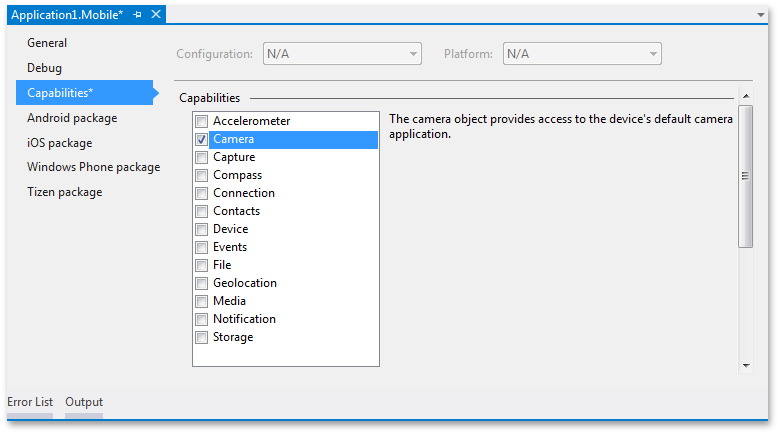 Application1.Mobile*
General
Debug
Capabilities*
Android package
iOS package
Windows Phone package
Tizen package
Configuration: N/A Platform: N/A
Capabilities
Accelerometer
Camera
Capture
Compass
Connection
Contacts
Device
Events
File
Geolocation
Media
Notification
Storage
The camera object provides access to the device's default camera
application.
Error List Output